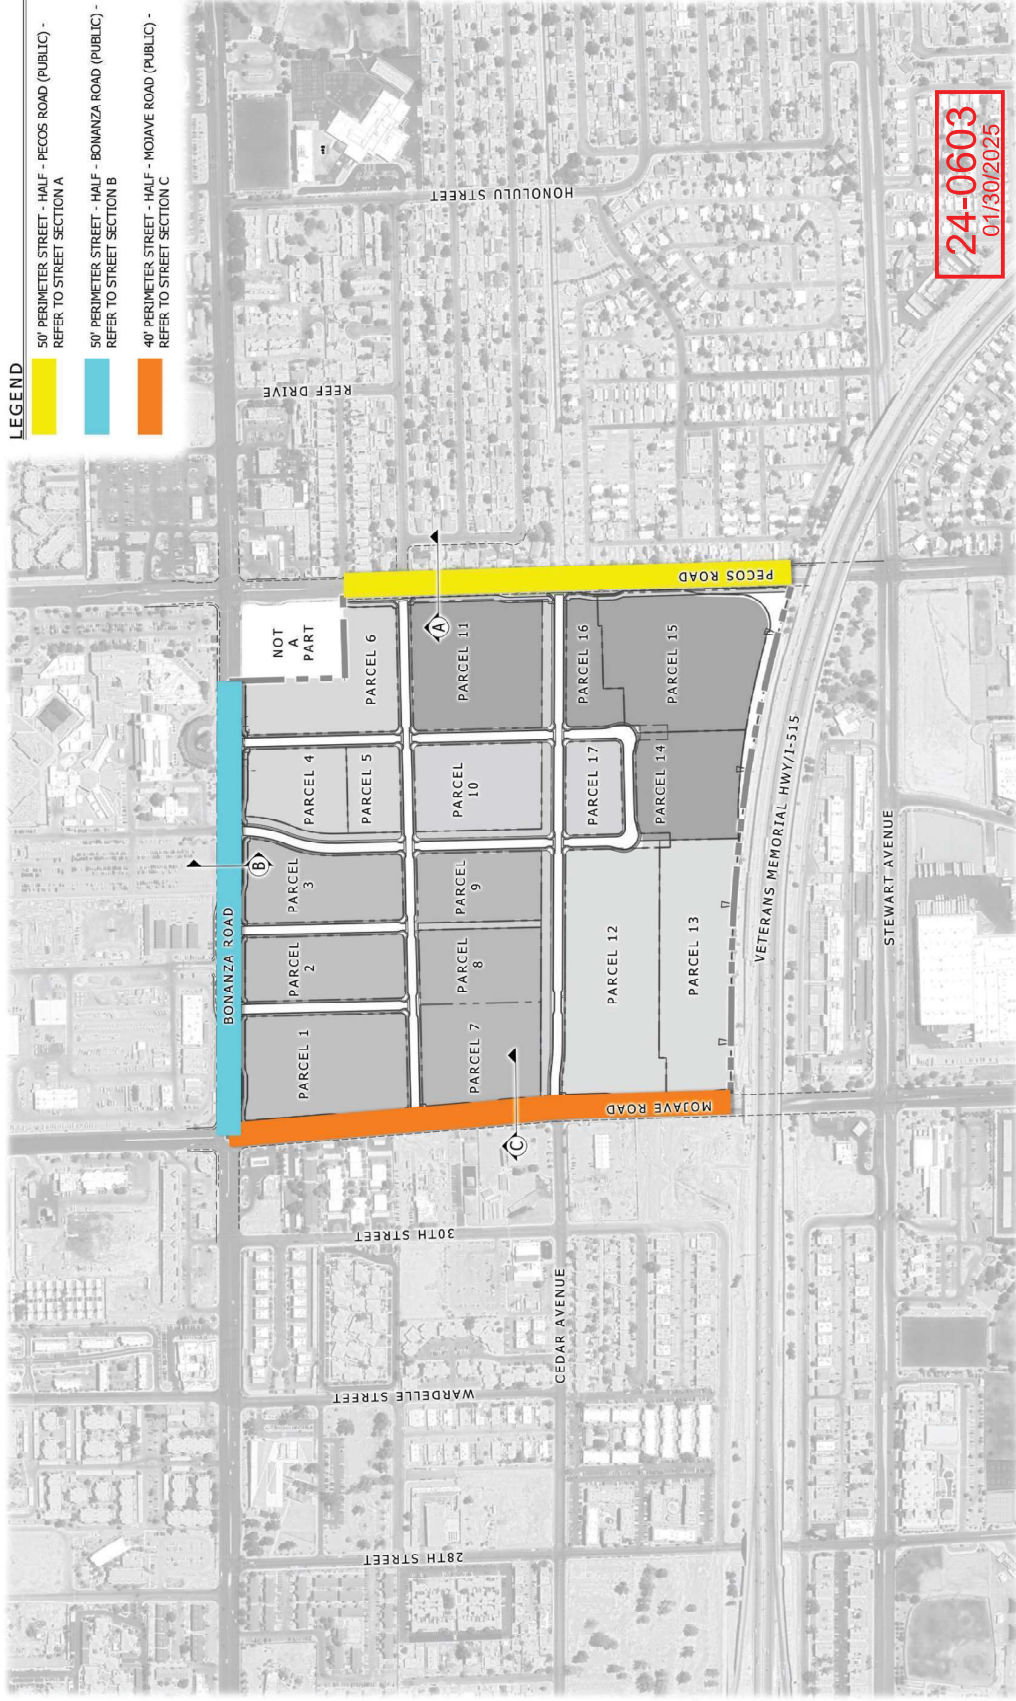 LEGEND
50' PERIMETER STREET - HALF - PECOS ROAD (PUBLIC) -
REFER TO STREET SECTION A
50' PERIMETER STREET - HALF - BONANZA ROAD (PUBLIC) -
REFER TO STREET SECTION B
40' PERIMETER STREET - HALF - MOJAVE ROAD (PUBLIC) -
REFER TO STREET SECTION C
24-0603
01/30/2025
HONOLULU STREET
REEF DRIVE
PECOS ROAD
NOT
A
PART
PARCEL 6
A
PARCEL 11
PARCEL 16
PARCEL 15
PARCEL 4
PARCEL 5
PARCEL
10
PARCEL 17
PARCEL 14
B
PARCEL
3
PARCEL
9
PARCEL
2
PARCEL
8
PARCEL 12
PARCEL 13
PARCEL 1
PARCEL 7
BONANZA ROAD
VETERANS MEMORIAL HWY/I-515
STEWART AVENUE
MOJAVE ROAD
C
30TH STREET
CEDAR AVENUE
WARDELLE STREET
28TH STREET